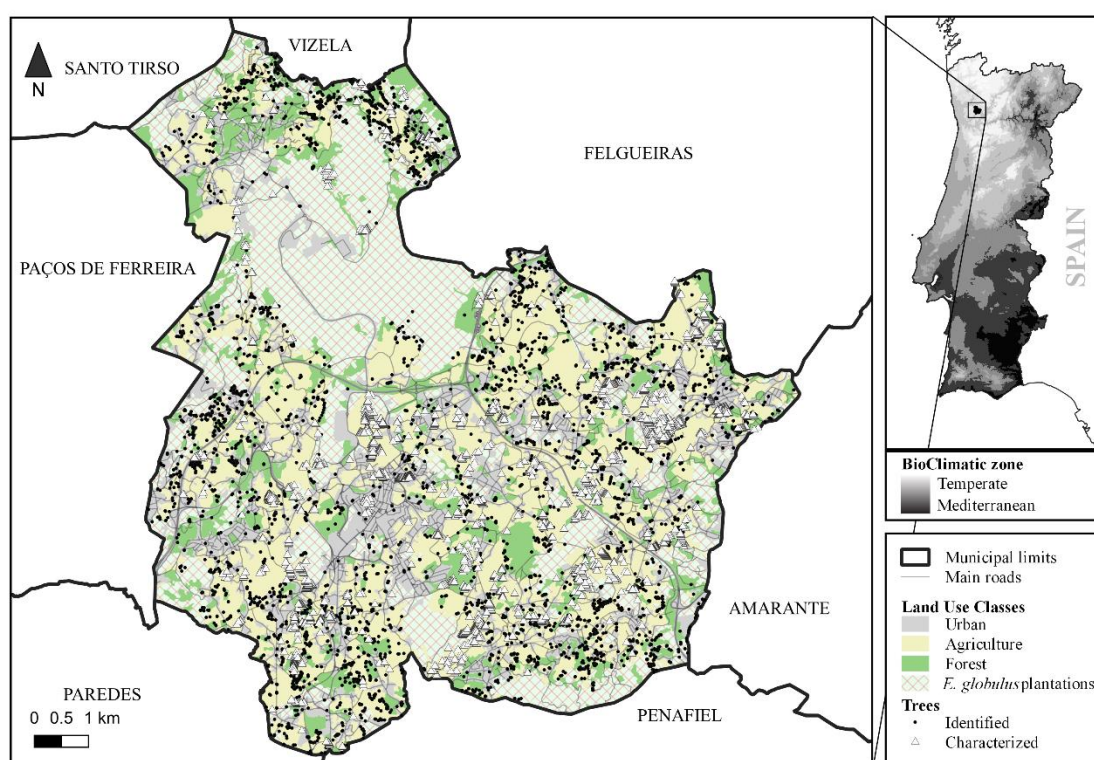 VIZELA
SANTO TIRSO
N
FELGUEIRAS
PAÇOS DE FERREIRA
AMARANTE
PAREDES
PENAFIEL
0 0.5 1 km
SPAIN
BioClimatic zone
Temperate
Mediterranean
Municipal limits
Main roads
Land Use Classes
Urban
Agriculture
Forest
E. globulus plantations
Trees
Identified
Characterized